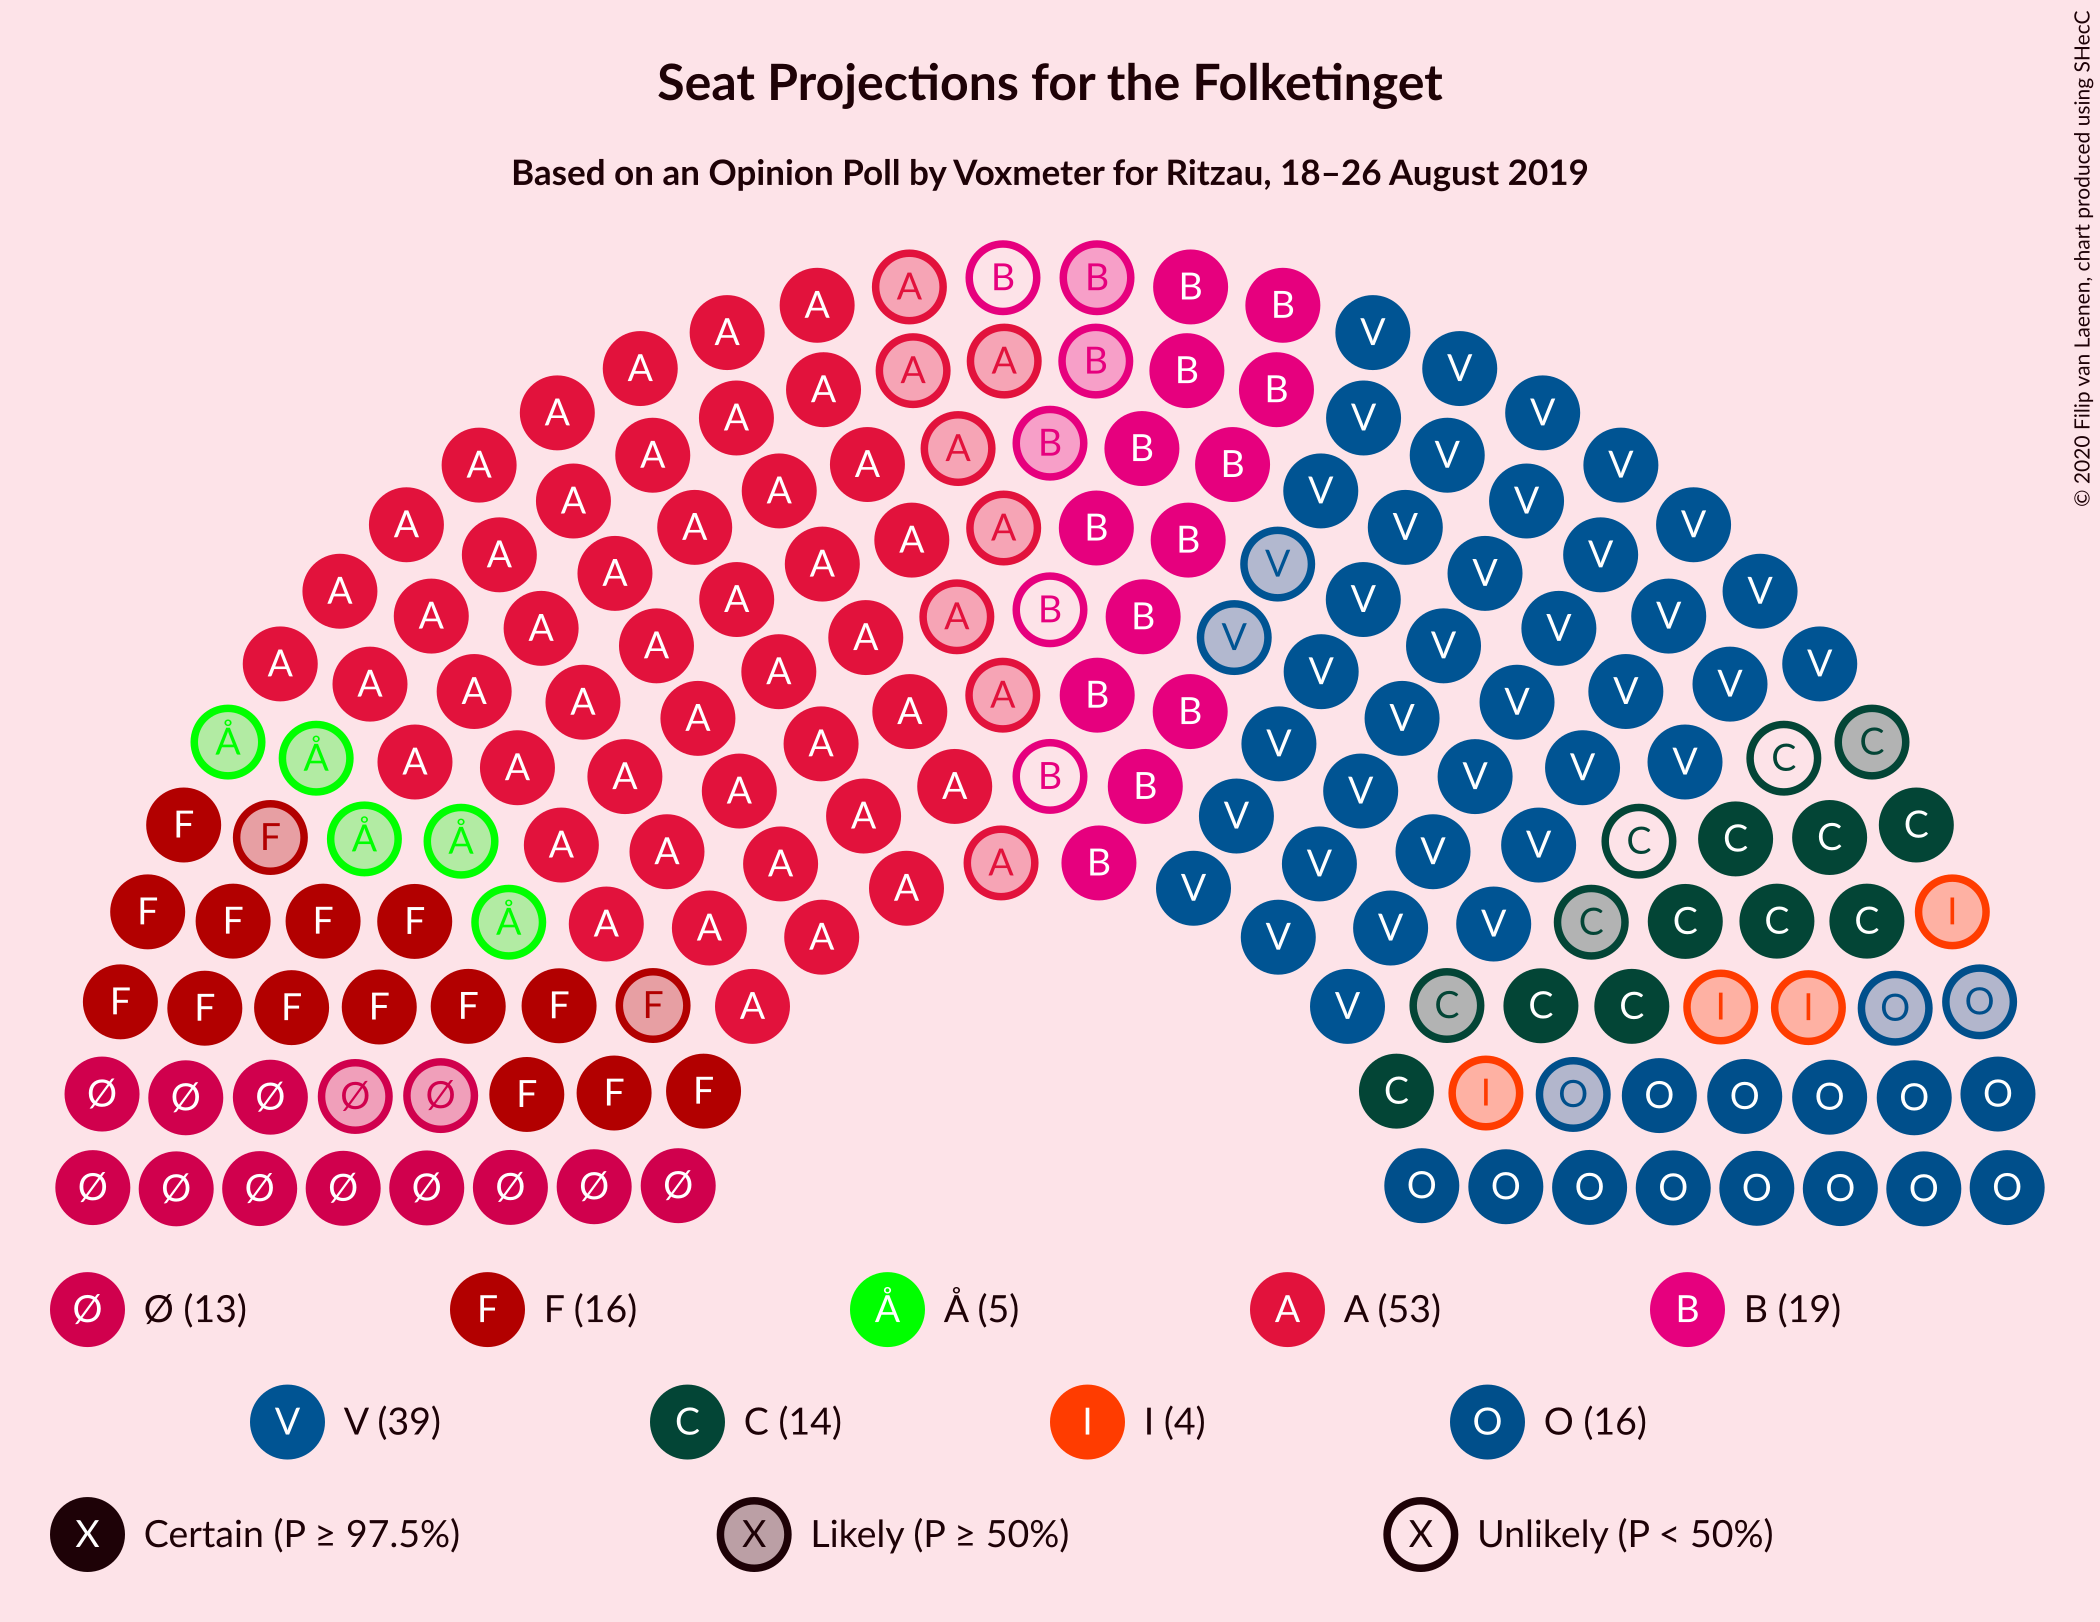 Seat Projections for the Folketinget
Based on an Opinion Poll by Voxmeter for Ritzau, 18–26 August 2019
© 2020 Filip van Laenen, chart produced using SHecC
A B B B B
A A V V
A A A B B B V
A A A V V
A A A B B B V V
A A A V V
A A A B B V V V
A A A A V V V V
A A A B B V V V V
A A A A V V V V
A A A A A B B V V V V V
Å Å A A A A V V V V C C
A A A B B V V V
F F Å Å A A A A B V V V C C C C
A V
F F F F Å A A A V V V C C C C I
F F F F F F F A V C C C I I O O
Ø Ø Ø Ø Ø F F F C I O O O O O O
Ø Ø Ø Ø Ø Ø Ø Ø O O O O O O O O
Ø Ø (13) F F (16) Å Å (5) A A (53) B B (19)
V V (39) C C (14) I I (4) O O (16)
X Certain (P ≥ 97.5%) X Likely (P ≥ 50%) X Unlikely (P < 50%)